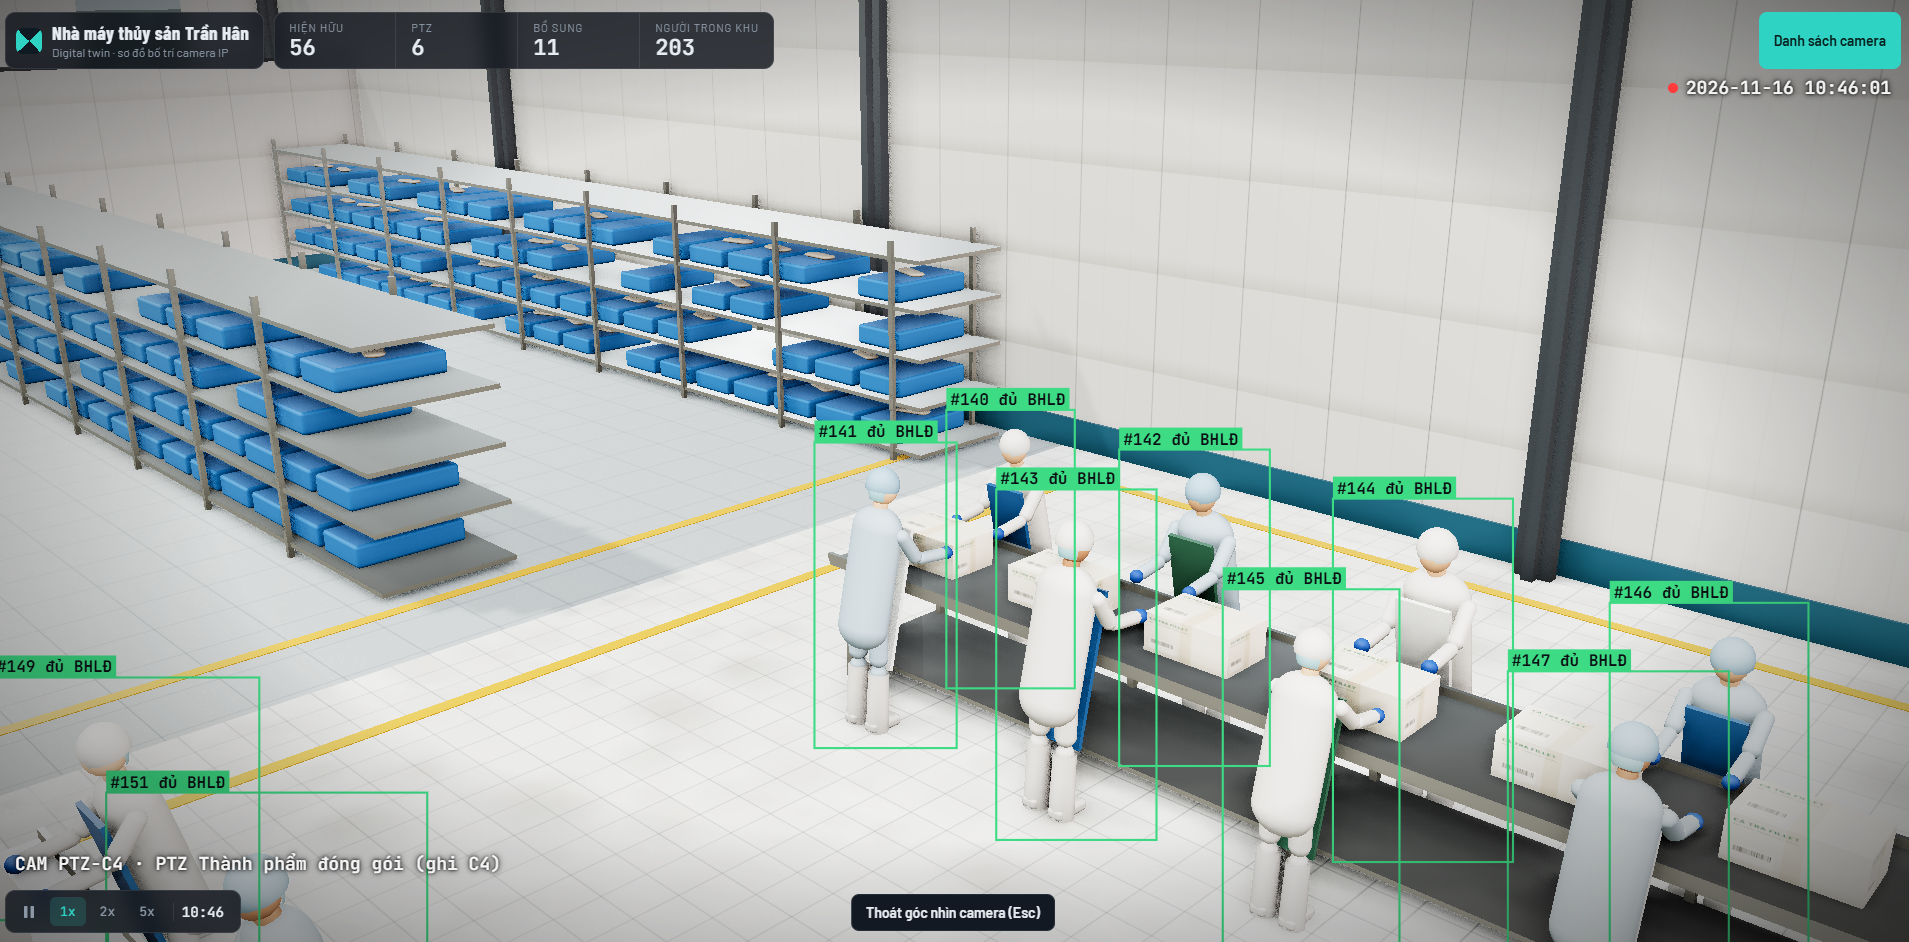 Nhà máy thủy sản Trần Hân
Digital twin · sơ đồ bố trí camera IP
HIỆN HỮU
56
PTZ
6
BỔ SUNG
11
NGƯỜI TRONG KHU
203
Danh sách camera
2026-11-16 10:46:01
#140 đủ BHLĐ
#141 đủ BHLĐ
#142 đủ BHLĐ
#143 đủ BHLĐ
#144 đủ BHLĐ
#145 đủ BHLĐ
#146 đủ BHLĐ
#147 đủ BHLĐ
#149 đủ BHLĐ
#151 đủ BHLĐ
CAM PTZ-C4 · PTZ Thành phẩm đóng gói (ghi C4)
1x
2x
5x
10:46
Thoát góc nhìn camera (Esc)